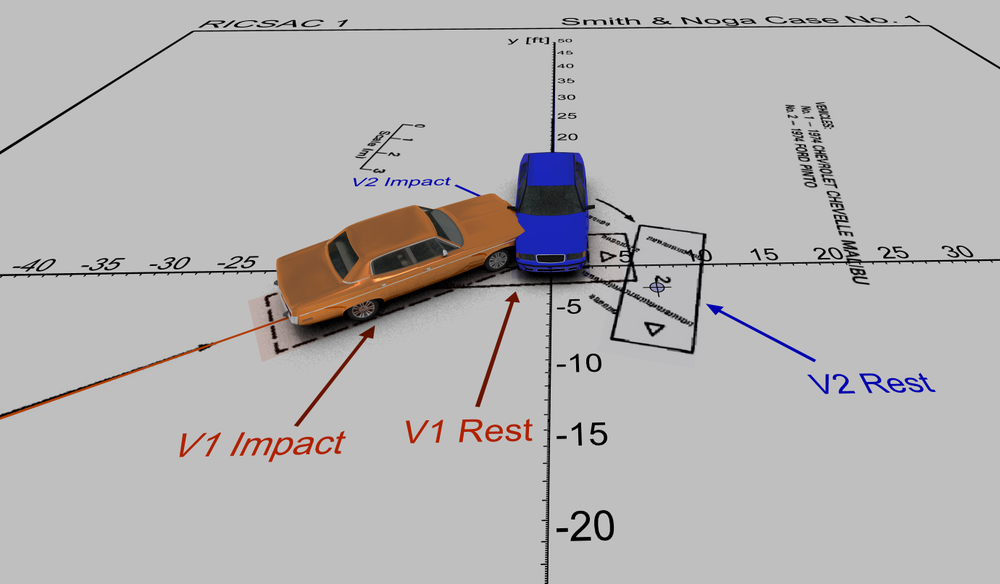 RICSAC 1
Smith & Noga Case No. 1
y [ft]
50
45
40
35
30
25
20
0
1
2
3
Scale (m)
VEHICLES:
No. 1 - 1974 CHEVROLET CHEVELLE MALIBU
No. 2 - 1974 FORD PINTO
V2 Impact
-40
-35
-30
-25
5
15
20
25
30
2
-5
-10
-15
-20
V2 Rest
V1 Impact
V1 Rest